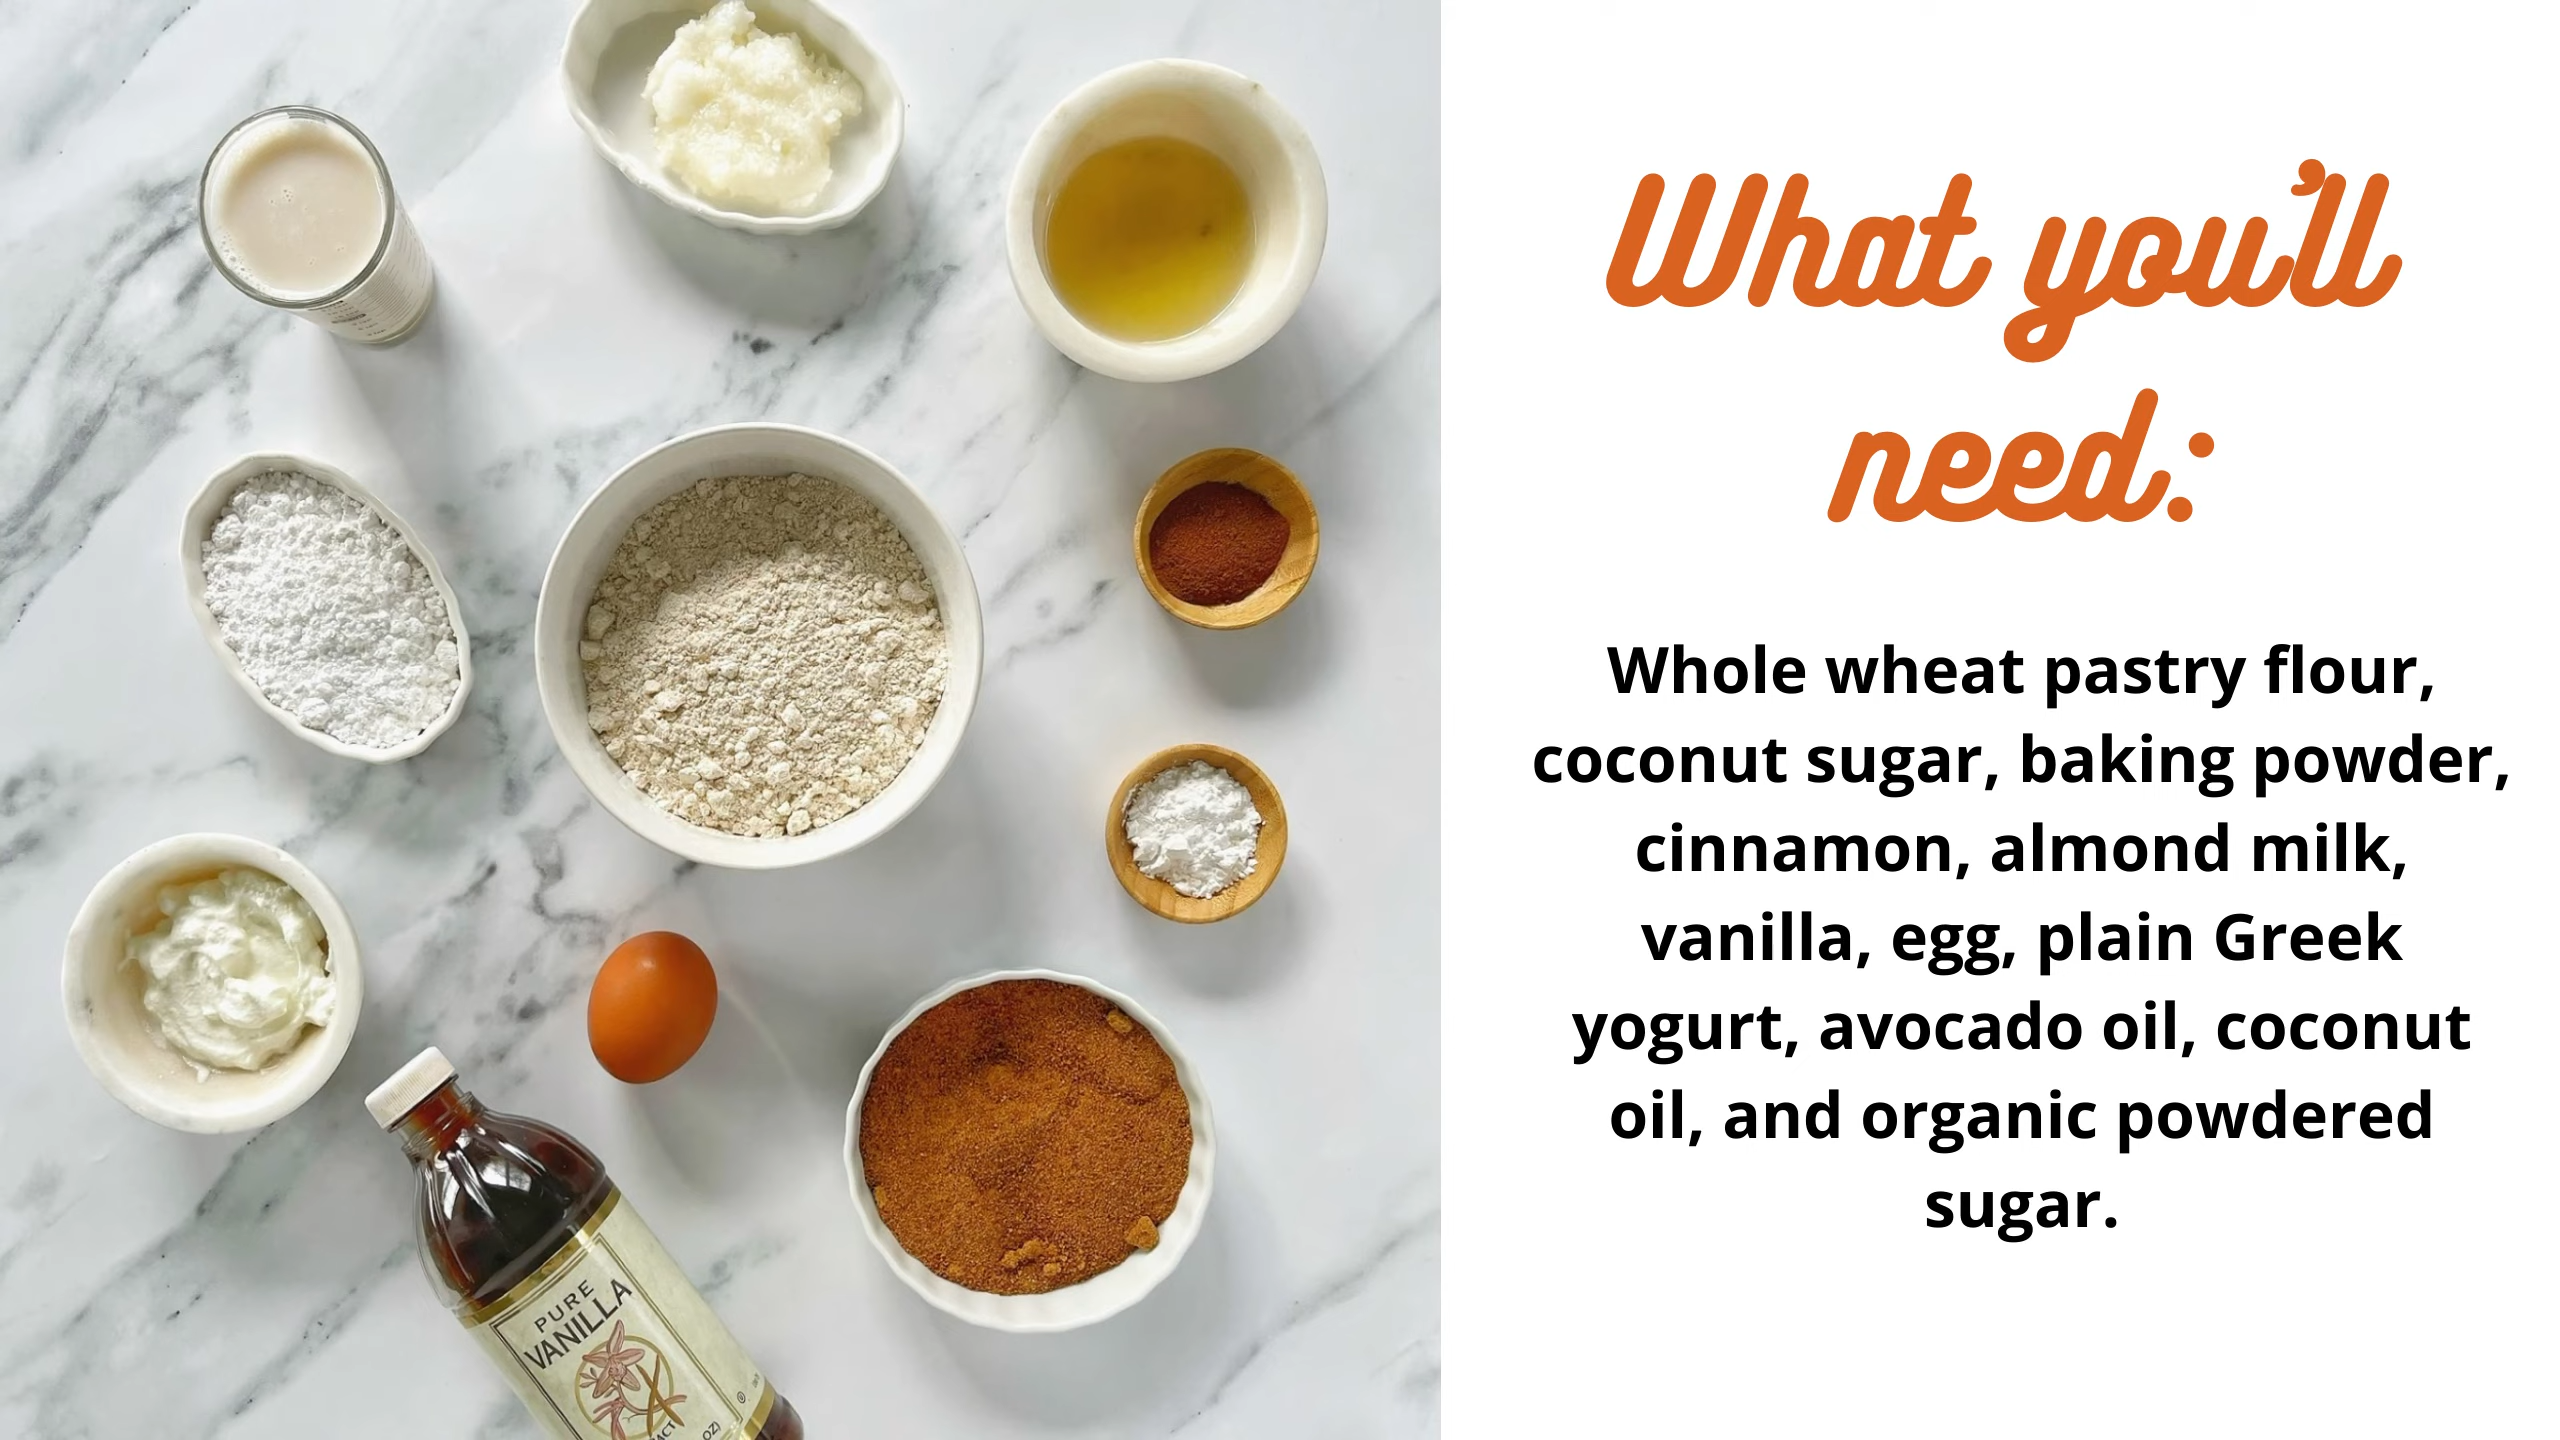 What you'll
need:
Whole wheat pastry flour,
coconut sugar, baking powder,
cinnamon, almond milk,
vanilla, egg, plain Greek
yogurt, avocado oil, coconut
oil, and organic powdered
sugar.
PURE
VANILLA
OZ)